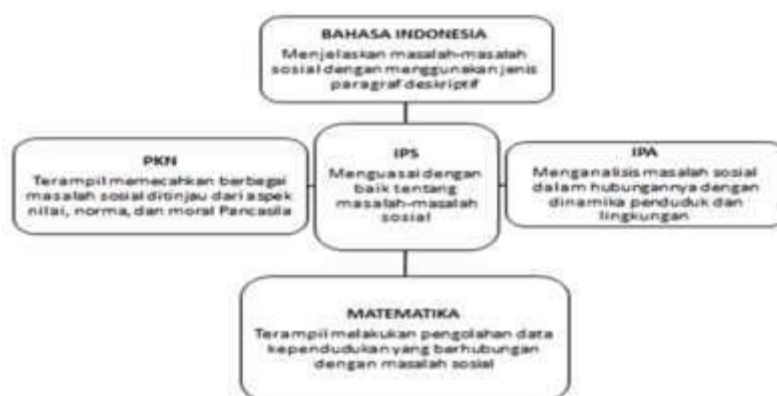 BAHASA INDONESIA
Menjelaskan masalah-masalah
sosial dengan menggunakan jenis
paragraf deskriptif
PKN
Terampil memecahkan berbagai
masalah sosial ditinjau dari aspek
nilai, norma, dan moral Pancasila
IPS
Menguasai dengan
baik tentang
masalah-masalah
sosial
IPA
Menganalisis masalah sosial
dalam hubungannya dengan
dinamika penduduk dan
lingkungan
MATEMATIKA
Terampil melakukan pengolahan data
kependudukan yang berhubungan
dengan masalah sosial